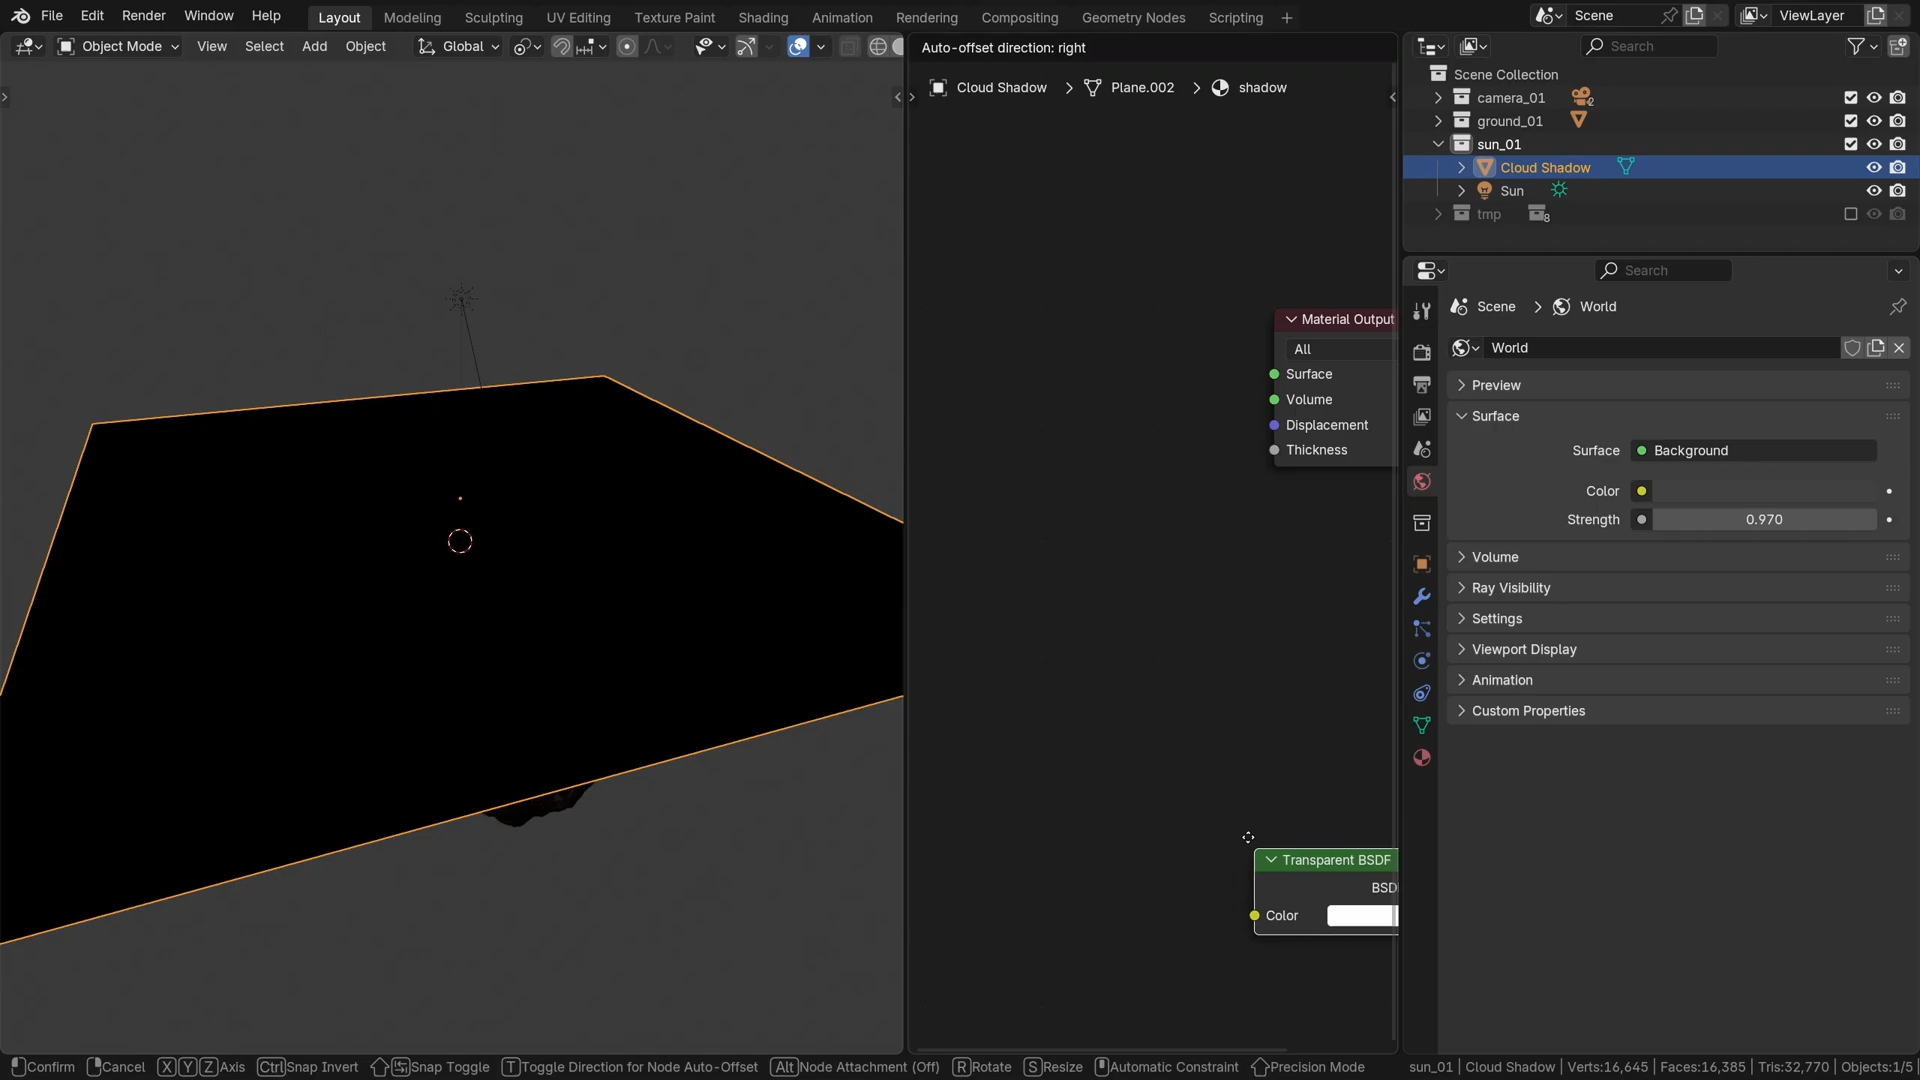 File Edit Render Window Help Layout Modeling Sculpting UV Editing Texture Paint Shading Animation Rendering Compositing Geometry Nodes Scripting + Scene ViewLayer
Object Mode View Select Add Object Global
Auto-offset direction: right
Search
Cloud Shadow > Plane.002 > shadow
Scene Collection
camera_01 2
ground_01
sun_01
Cloud Shadow
Sun
tmp 8
Search
Scene > World
World
Preview
Surface
Surface Background
Color
Strength 0.970
Volume
Ray Visibility
Settings
Viewport Display
Animation
Custom Properties
Material Output
All
Surface
Volume
Displacement
Thickness
Transparent BSDF
BSD
Color
Confirm Cancel X Y Z Axis Ctrl Snap Invert Snap Toggle T Toggle Direction for Node Auto-Offset Alt Node Attachment (Off) R Rotate S Resize Automatic Constraint Precision Mode
sun_01 | Cloud Shadow | Verts:16,645 | Faces:16,385 | Tris:32,770 | Objects:1/5